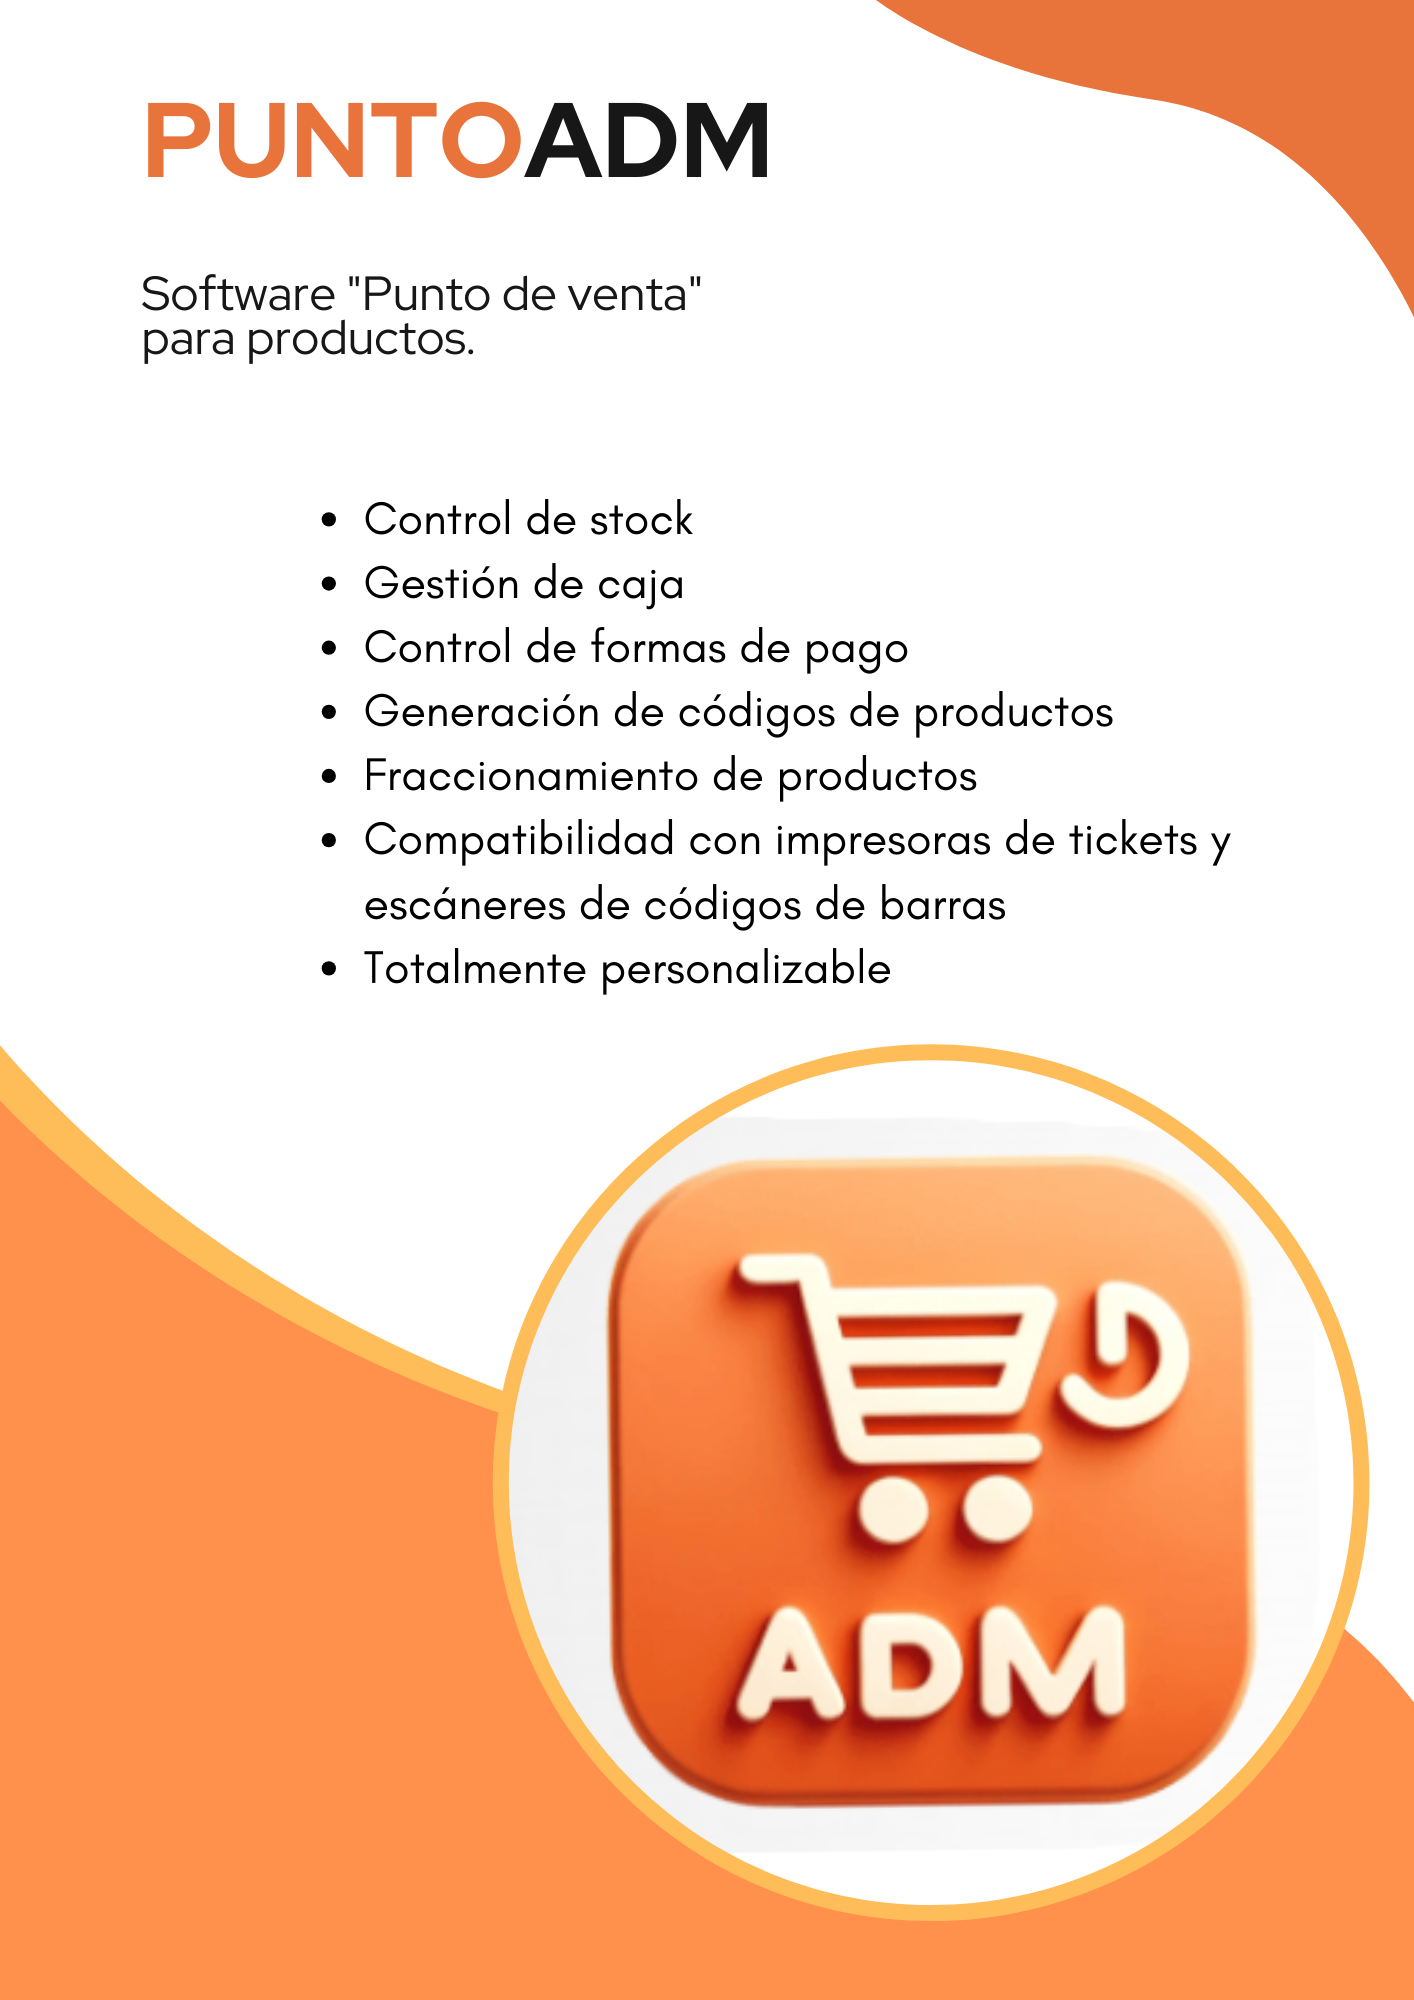 PUNTOADM
Software "Punto de venta"
para productos.
• Control de stock
• Gestión de caja
• Control de formas de pago
• Generación de códigos de productos
• Fraccionamiento de productos
• Compatibilidad con impresoras de tickets y
escáneres de códigos de barras
• Totalmente personalizable
ADM